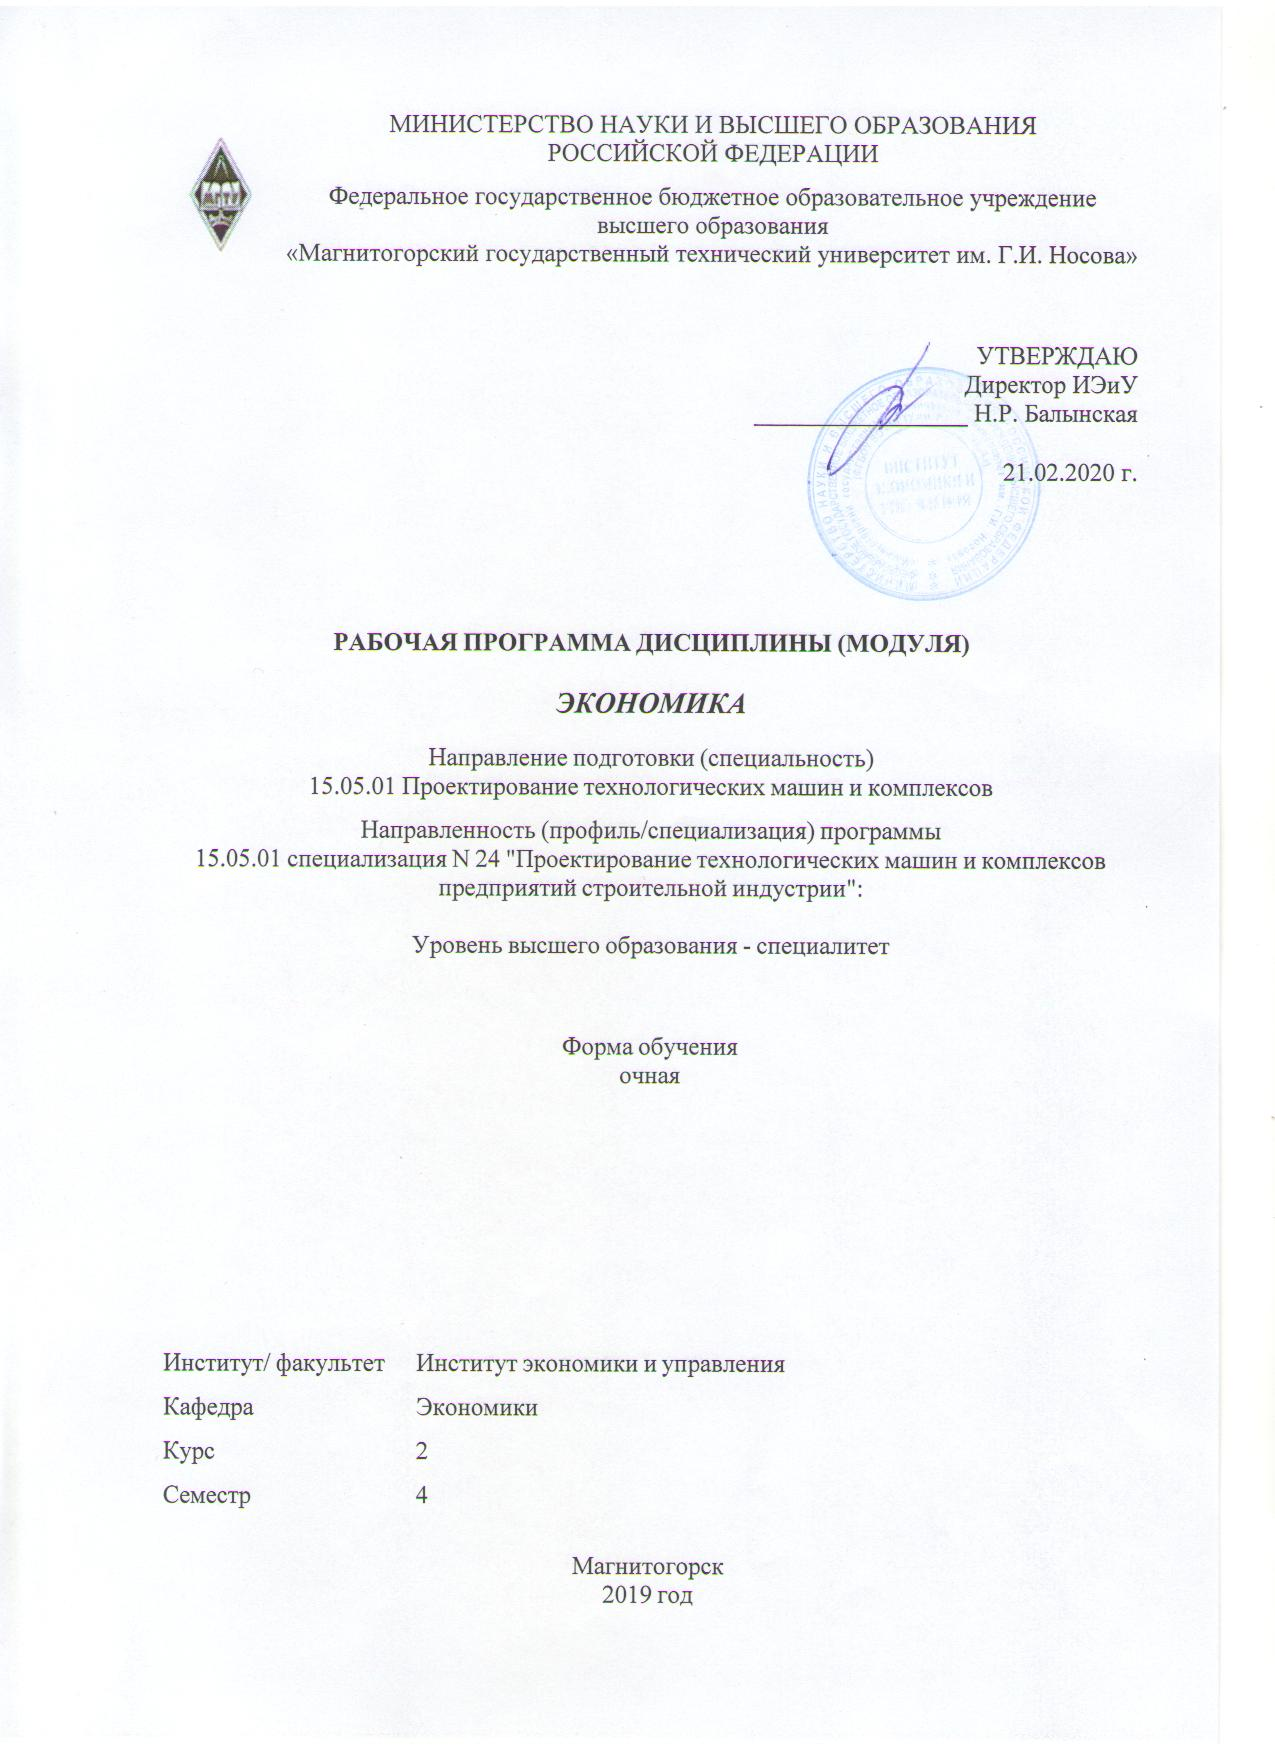 МИНИСТЕРСТВО НАУКИ И ВЫСШЕГО ОБРАЗОВАНИЯ
РОССИЙСКОЙ ФЕДЕРАЦИИ
Федеральное государственное бюджетное образовательное учреждение
высшего образования
«Магнитогорский государственный технический университет им. Г.И. Носова»
УТВЕРЖДАЮ
Директор ИЭиУ
Н.Р. Балынская
21.02.2020 г.
ИНСТИТУТ
ЭКОНОМИКИ И
РАБОЧАЯ ПРОГРАММА ДИСЦИПЛИНЫ (МОДУЛЯ)
ЭКОНОМИКА
Направление подготовки (специальность)
15.05.01 Проектирование технологических машин и комплексов
Направленность (профиль/специализация) программы
15.05.01 специализация N 24 "Проектирование технологических машин и комплексов
предприятий строительной индустрии":
Уровень высшего образования - специалитет
Форма обучения
очная
Институт/ факультет Институт экономики и управления
Кафедра Экономики
Курс 2
Семестр 4
Магнитогорск
2019 год